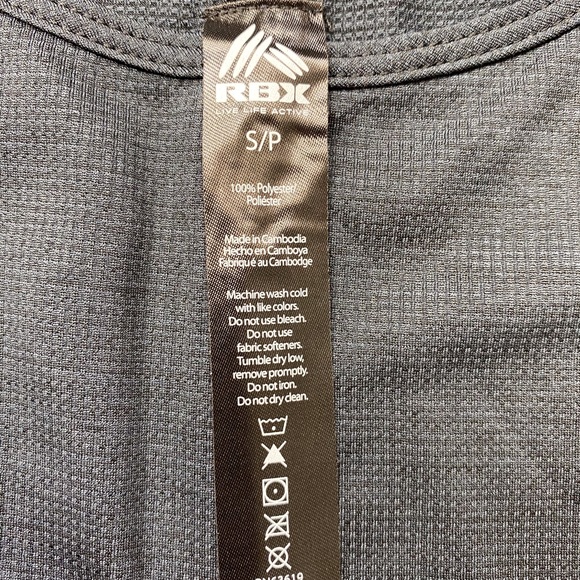 RBX
LIVE LIFE ACTIVE
S/P
100% Polyester/
Poliéster
Made in Cambodia
Hecho en Camboya
Fabriqué au Cambodge
Machine wash cold
with like colors.
Do not use bleach.
Do not use
fabric softeners.
Tumble dry low,
remove promptly.
Do not iron.
Do not dry clean.